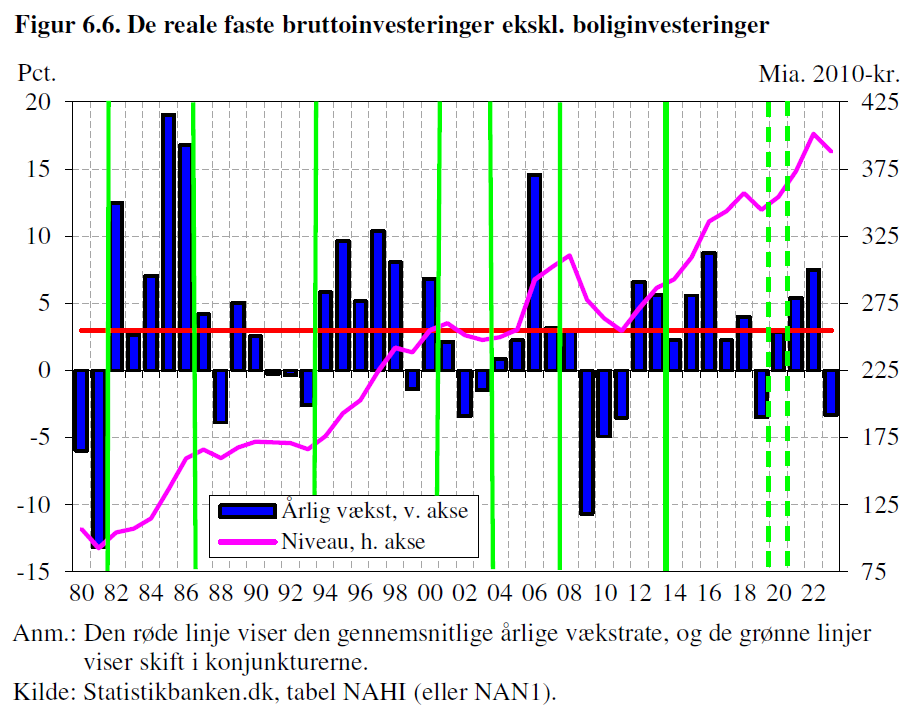 Figur 6.6. De reale faste bruttoinvesteringer ekskl. boliginvesteringer
Pct. Mia. 2010-kr.
20 425
15 375
10 325
5 275
0 225
-5 175
-10 125
-15 75
Årlig vækst, v. akse
Niveau, h. akse
80 82 84 86 88 90 92 94 96 98 00 02 04 06 08 10 12 14 16 18 20 22
Anm.: Den røde linje viser den gennemsnitlige årlige vækstrate, og de grønne linjer
viser skift i konjunkturerne.
Kilde: Statistikbanken.dk, tabel NAHI (eller NAN1).